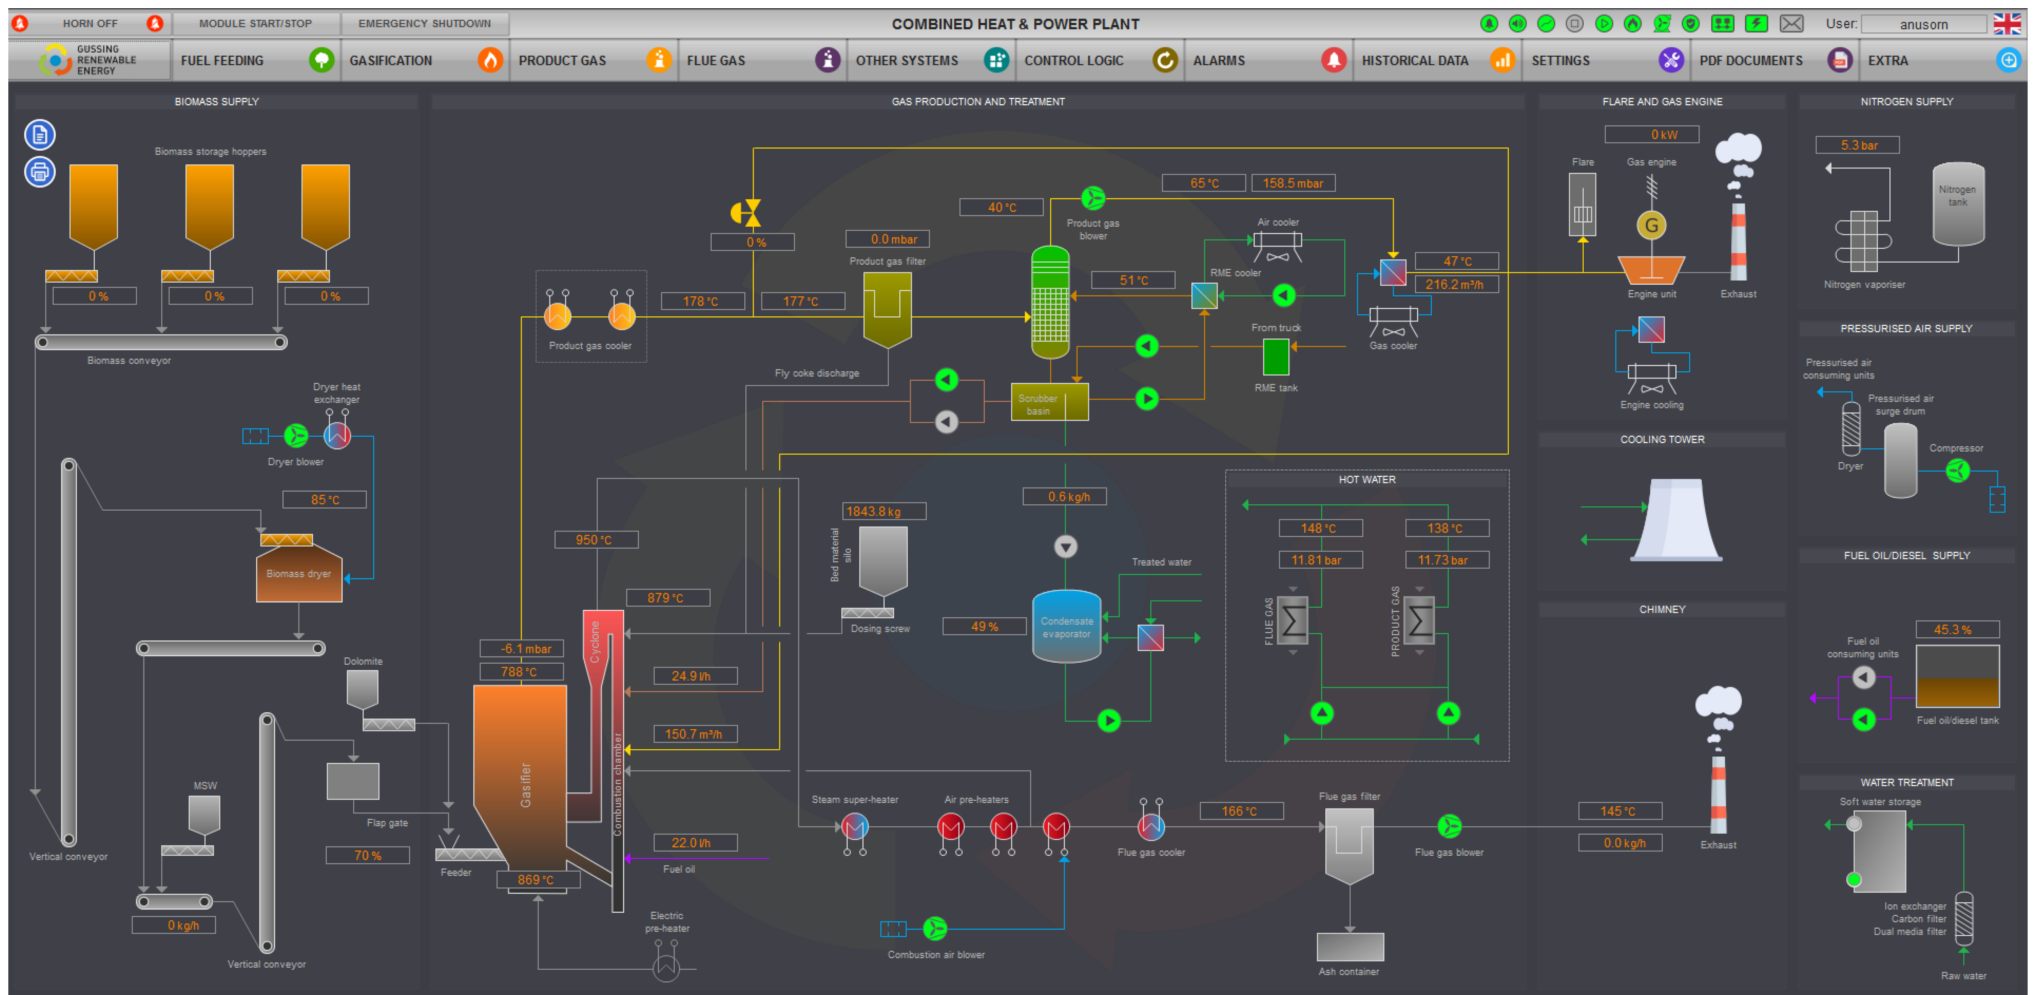 HORN OFF
MODULE START/STOP
EMERGENCY SHUTDOWN
COMBINED HEAT & POWER PLANT
User:
anusorn
GUSSING
RENEWABLE
ENERGY
FUEL FEEDING
GASIFICATION
PRODUCT GAS
FLUE GAS
OTHER SYSTEMS
CONTROL LOGIC
ALARMS
HISTORICAL DATA
SETTINGS
PDF DOCUMENTS
EXTRA
BIOMASS SUPPLY
Biomass storage hoppers
0 %
0 %
0 %
Biomass conveyor
Dryer heat
exchanger
Dryer blower
85 °C
Biomass dryer
Dolomite
MSW
Flap gate
70 %
Vertical conveyor
Feeder
0 kg/h
Vertical conveyor
GAS PRODUCTION AND TREATMENT
0 %
178 °C
177 °C
Product gas cooler
0.0 mbar
Product gas filter
Fly coke discharge
40 °C
Product gas
blower
65 °C
158.5 mbar
Air cooler
RME cooler
51 °C
From truck
RME tank
Gas cooler
47 °C
216.2 m³/h
Scrubber
basin
950 °C
879 °C
1843.8 kg
Bed material
silo
Dosing screw
0.6 kg/h
Treated water
49 %
Condensate
evaporator
-6.1 mbar
788 °C
Cyclone
24.9 l/h
150.7 m³/h
Gasifier
Combustion chamber
22.0 l/h
Fuel oil
869 °C
Electric
pre-heater
Steam super-heater
Air pre-heaters
Combustion air blower
Flue gas cooler
166 °C
Flue gas filter
Ash container
Flue gas blower
HOT WATER
148 °C
138 °C
11.81 bar
11.73 bar
FLUE GAS
PRODUCT GAS
FLARE AND GAS ENGINE
0 kW
Flare
Gas engine
G
Engine unit
Exhaust
Engine cooling
COOLING TOWER
CHIMNEY
145 °C
0.0 kg/h
Exhaust
NITROGEN SUPPLY
5.3 bar
Nitrogen
tank
Nitrogen vaporiser
PRESSURISED AIR SUPPLY
Pressurised air
consuming units
Pressurised air
surge drum
Compressor
Dryer
FUEL OIL/DIESEL SUPPLY
45.3 %
Fuel oil
consuming units
Fuel oil/diesel tank
WATER TREATMENT
Soft water storage
Ion exchanger
Carbon filter
Dual media filter
Raw water